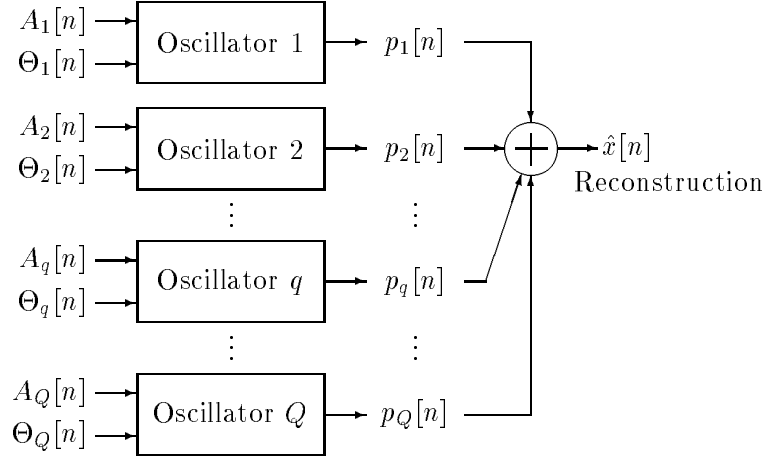 A_1[n]
Θ_1[n]
Oscillator 1
p_1[n]
A_2[n]
Θ_2[n]
Oscillator 2
p_2[n]
+
x̂[n]
Reconstruction
⋮
⋮
A_q[n]
Θ_q[n]
Oscillator q
p_q[n]
⋮
⋮
A_Q[n]
Θ_Q[n]
Oscillator Q
p_Q[n]